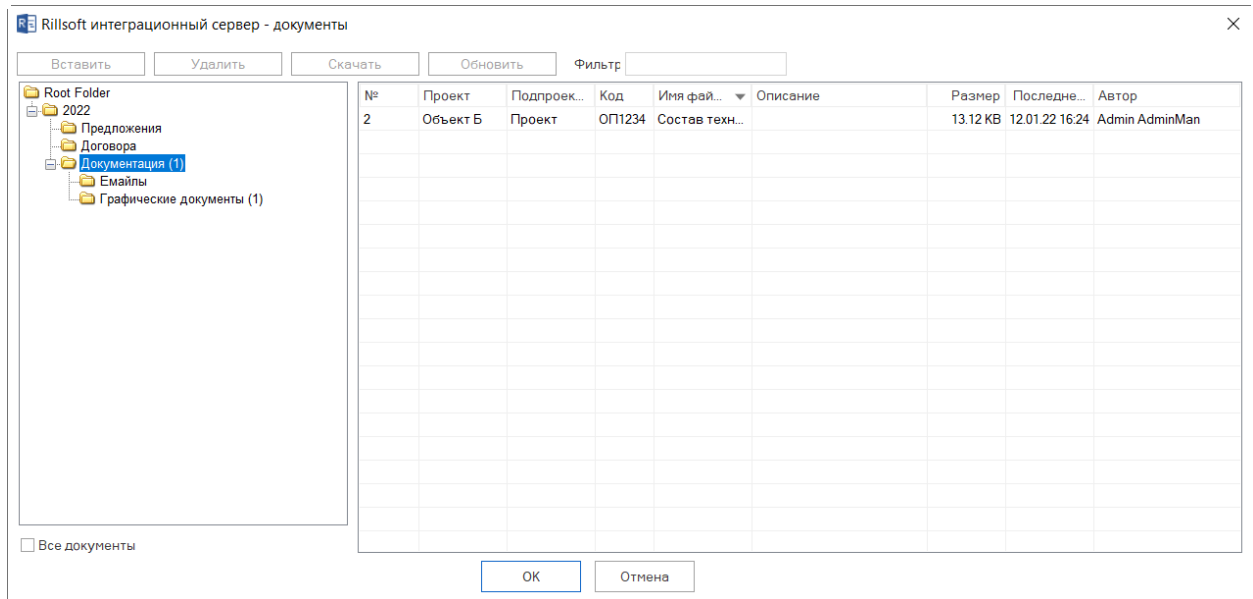 Rillsoft интеграционный сервер - документы
Вставить Удалить Скачать Обновить Фильтр
Root Folder
2022
Предложения
Договора
Документация (1)
Емайлы
Графические документы (1)
№ Проект Подпроек... Код Имя фай... Описание Размер Последне... Автор
2 Объект Б Проект ОП1234 Состав техн... 13.12 KB 12.01.22 16:24 Admin AdminMan
Все документы
OK Отмена